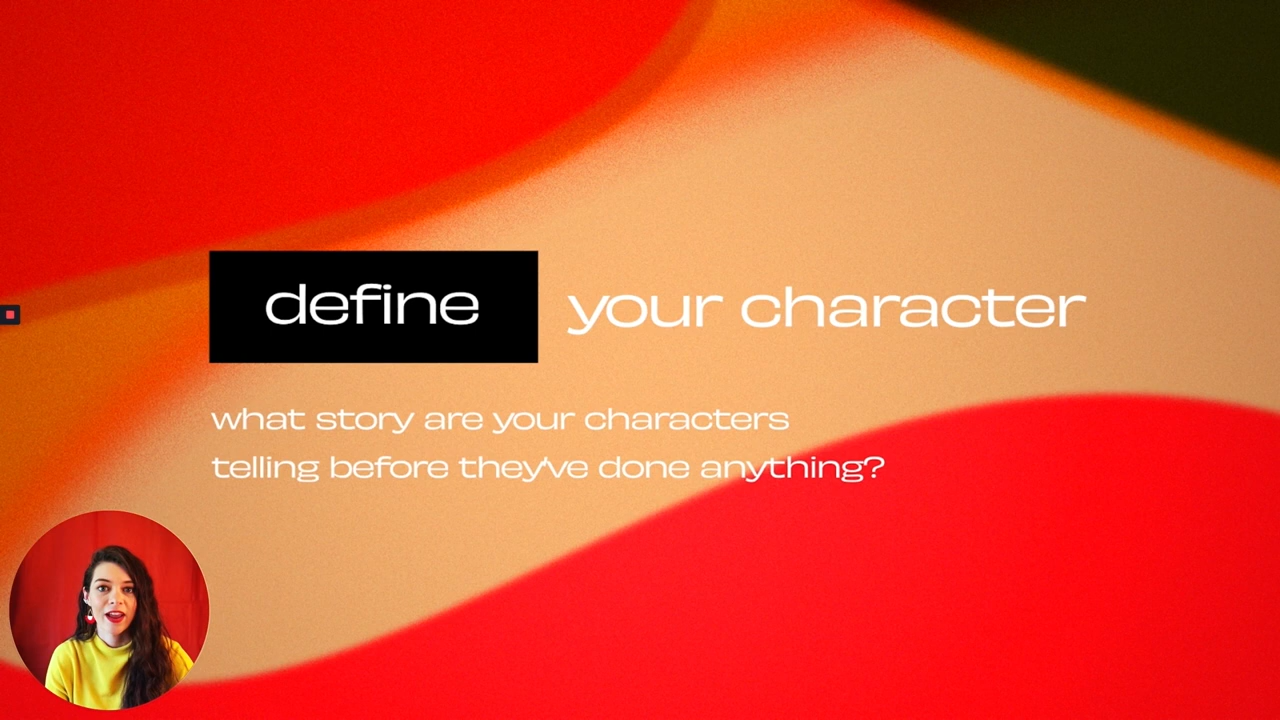 define your character
what story are your characters
telling before they've done anything?